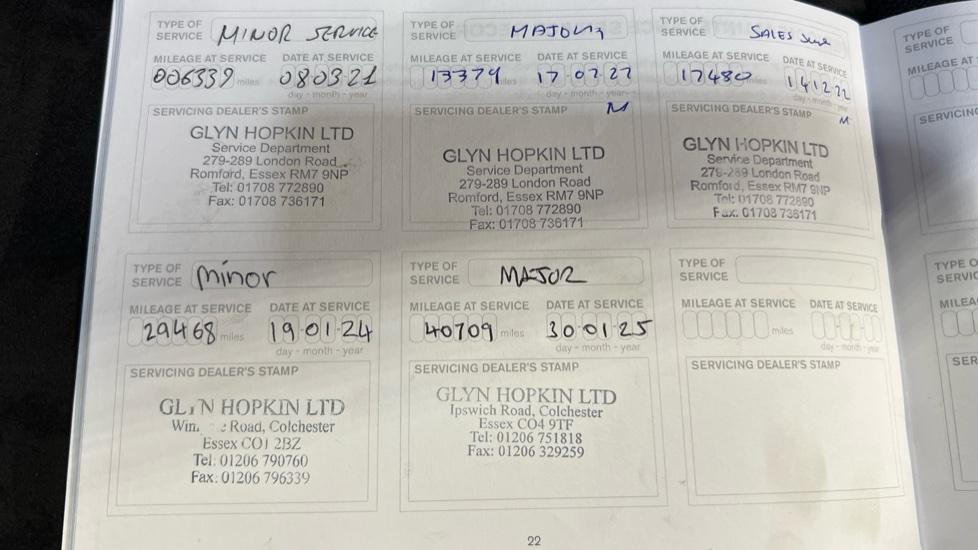 TYPE OF SERVICE MINOR SERVICE
MILEAGE AT SERVICE DATE AT SERVICE
006339 miles 08·03·21
day - month - year
SERVICING DEALER'S STAMP
GLYN HOPKIN LTD
Service Department
279-289 London Road
Romford, Essex RM7 9NP
Tel: 01708 772890
Fax: 01708 736171
TYPE OF SERVICE MAJOR
MILEAGE AT SERVICE DATE AT SERVICE
13379 miles 17·02·22
day - month - year
SERVICING DEALER'S STAMP M
GLYN HOPKIN LTD
Service Department
279-289 London Road
Romford, Essex RM7 9NP
Tel: 01708 772890
Fax: 01708 736171
TYPE OF SERVICE SALES
MILEAGE AT SERVICE DATE AT SERVICE
17480 miles 141222
day - month - year
SERVICING DEALER'S STAMP M
GLYN HOPKIN LTD
Service Department
279-289 London Road
Romford, Essex RM7 9NP
Tel: 01708 772890
Fax: 01708 736171
TYPE OF SERVICE minor
MILEAGE AT SERVICE DATE AT SERVICE
29468 miles 19·01·24
day - month - year
SERVICING DEALER'S STAMP
HOPKIN LTD
Road, Colchester
Essex CO1 2BZ
Tel: 01206 790760
Fax: 01206 796339
TYPE OF SERVICE MAJOR
MILEAGE AT SERVICE DATE AT SERVICE
40709 miles 30·01·25
day - month - year
SERVICING DEALER'S STAMP
GLYN HOPKIN LTD
Ipswich Road, Colchester
Essex CO4 9TF
Tel: 01206 751818
Fax: 01206 329259
TYPE OF SERVICE
MILEAGE AT SERVICE DATE AT SERVICE
miles
day - month - year
SERVICING DEALER'S STAMP
22
TYPE OF
SERVICE
MILEAGE AT
SERVICING
TYPE O
SERVIC
MILEA
SER